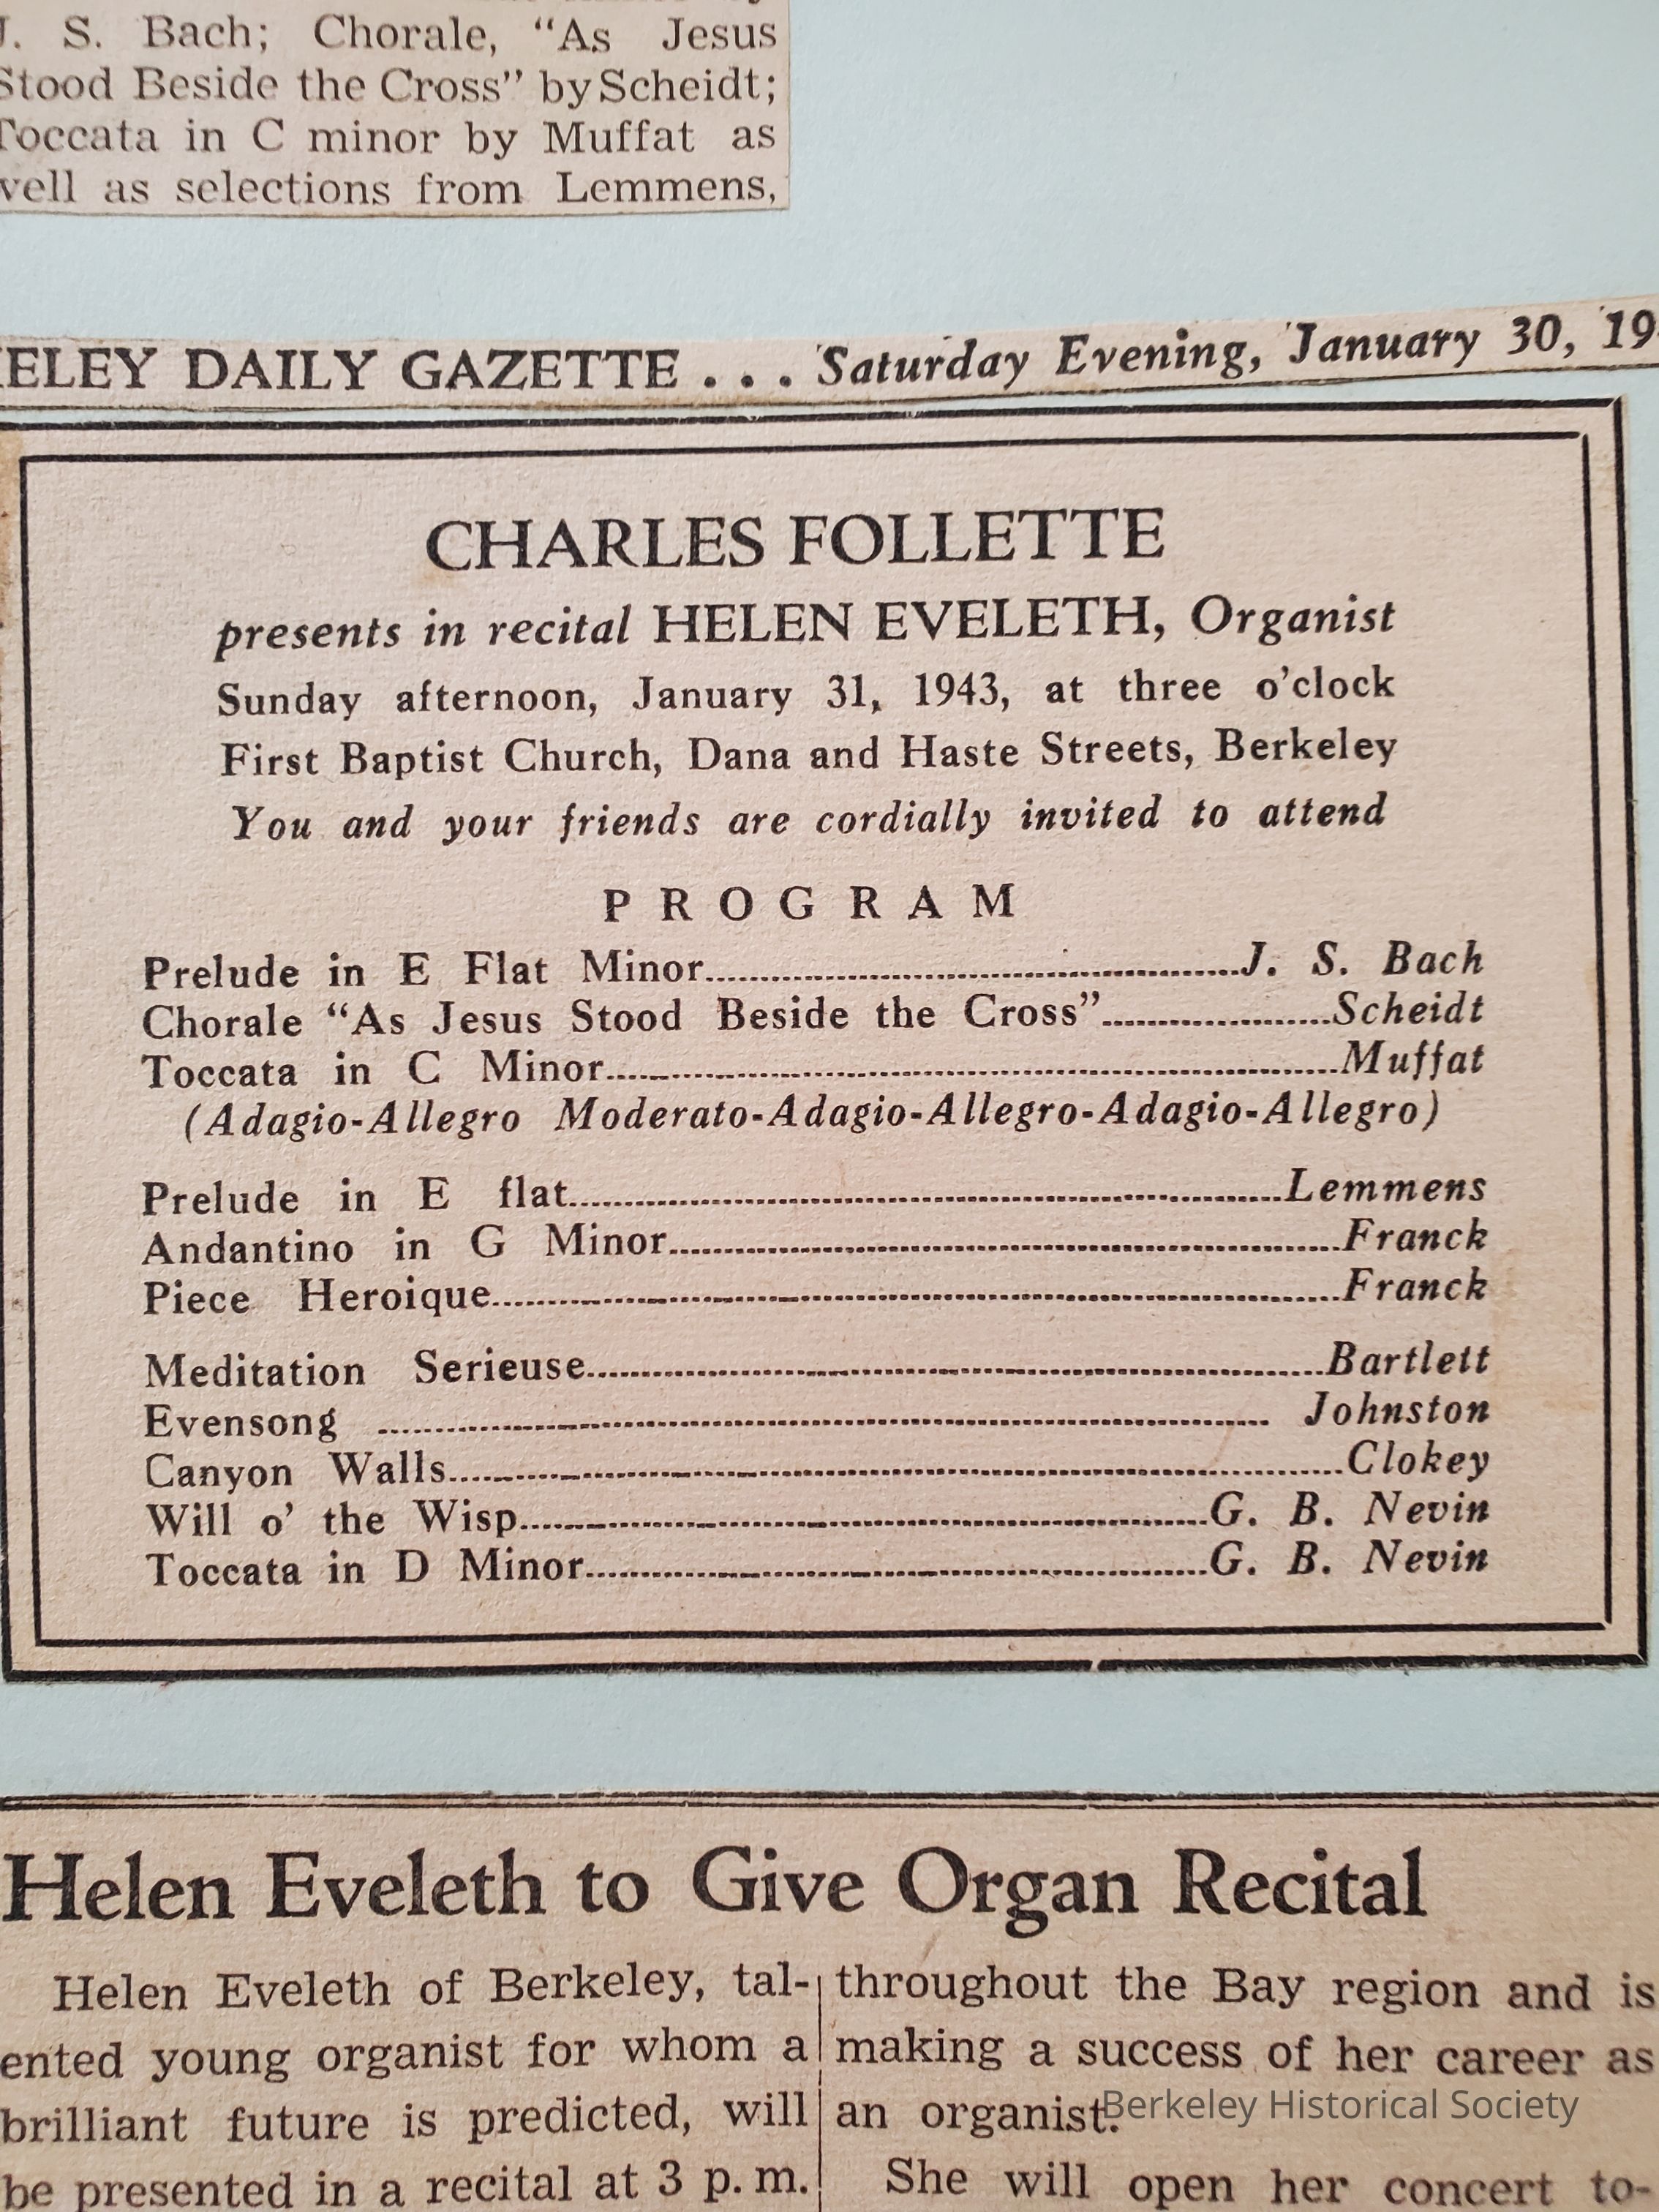 J. S. Bach; Chorale, “As Jesus
Stood Beside the Cross” by Scheidt;
Toccata in C minor by Muffat as
well as selections from Lemmens,
ELEY DAILY GAZETTE . . . Saturday Evening, January 30, 19
CHARLES FOLLETTE
presents in recital HELEN EVELETH, Organist
Sunday afternoon, January 31, 1943, at three o’clock
First Baptist Church, Dana and Haste Streets, Berkeley
You and your friends are cordially invited to attend
PROGRAM
Prelude in E Flat Minor........J. S. Bach
Chorale “As Jesus Stood Beside the Cross”........Scheidt
Toccata in C Minor........Muffat
(Adagio-Allegro Moderato-Adagio-Allegro-Adagio-Allegro)
Prelude in E flat........Lemmens
Andantino in G Minor........Franck
Piece Heroique........Franck
Meditation Serieuse........Bartlett
Evensong ........ Johnston
Canyon Walls........Clokey
Will o’ the Wisp........G. B. Nevin
Toccata in D Minor........G. B. Nevin
Helen Eveleth to Give Organ Recital
Helen Eveleth of Berkeley, tal-
ented young organist for whom a
brilliant future is predicted, will
be presented in a recital at 3 p. m.
throughout the Bay region and is
making a success of her career as
an organist.
She will open her concert to-
Berkeley Historical Society